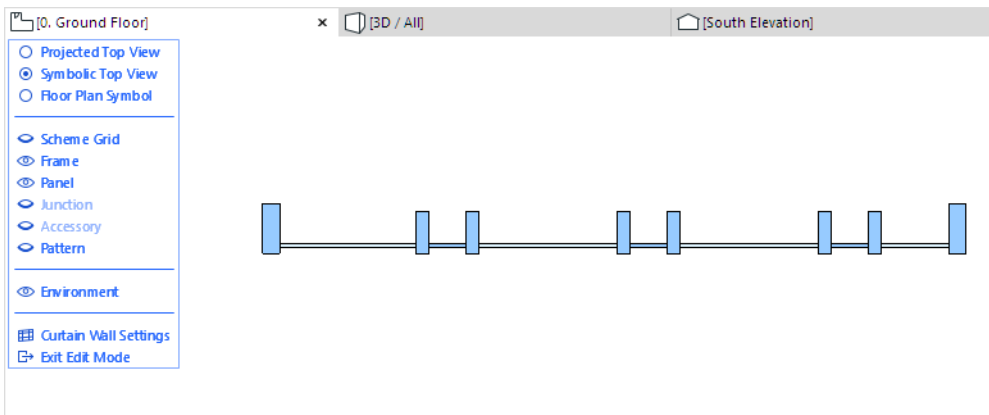 [0. Ground Floor]
[3D / All]
[South Elevation]
Projected Top View
Symbolic Top View
Floor Plan Symbol
Scheme Grid
Frame
Panel
Junction
Accessory
Pattern
Environment
Curtain Wall Settings
Exit Edit Mode